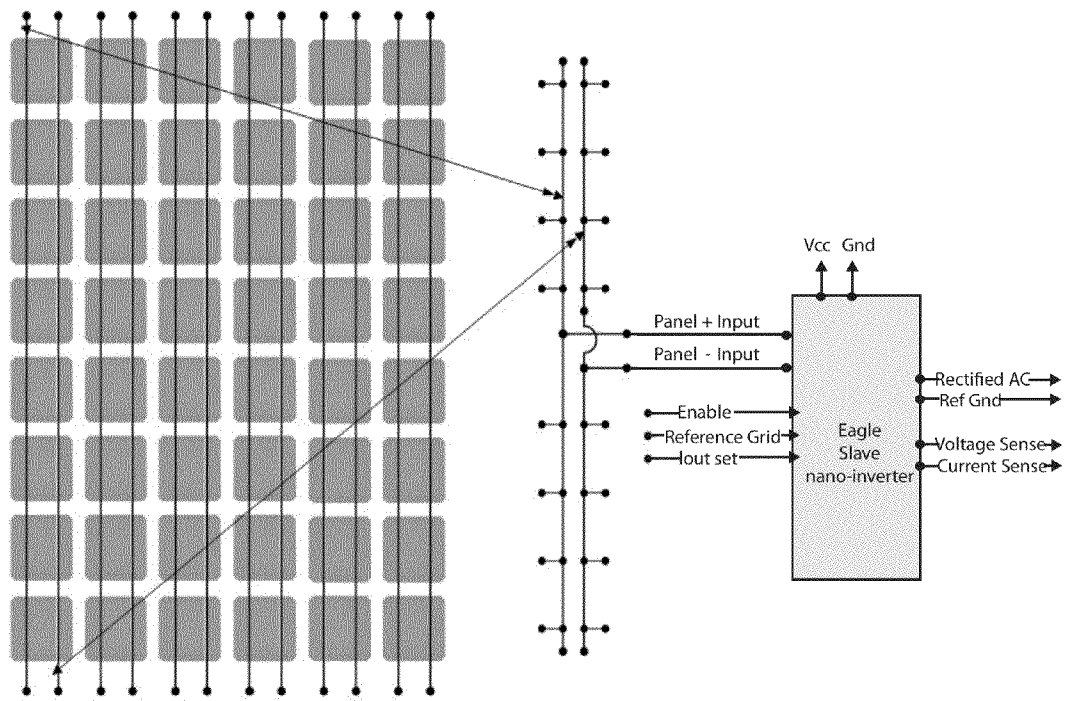 Vcc Gnd
Panel + Input
Panel - Input
Enable
Reference Grid
Iout set
Eagle
Slave
nano-inverter
Rectified AC
Ref Gnd
Voltage Sense
Current Sense